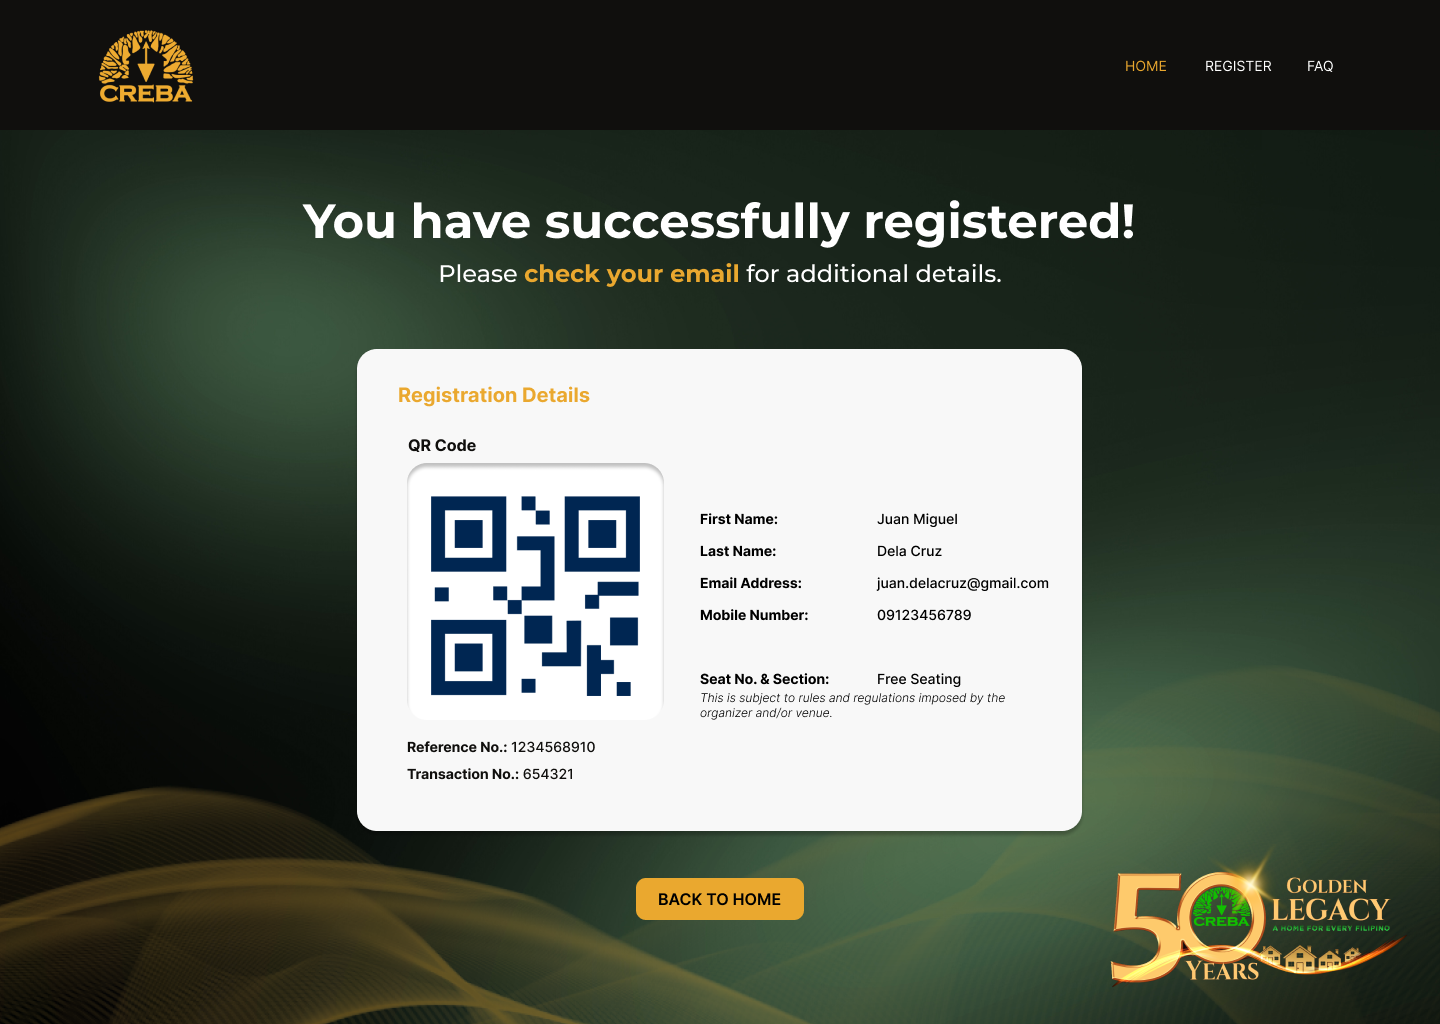 CREBA
HOME REGISTER FAQ
You have successfully registered!
Please check your email for additional details.
Registration Details
QR Code
First Name: Juan Miguel
Last Name: Dela Cruz
Email Address: juan.delacruz@gmail.com
Mobile Number: 09123456789
Seat No. & Section: Free Seating
This is subject to rules and regulations imposed by the
organizer and/or venue.
Reference No.: 1234568910
Transaction No.: 654321
BACK TO HOME
50
CREBA
YEARS
GOLDEN
LEGACY
A HOME FOR EVERY FILIPINO